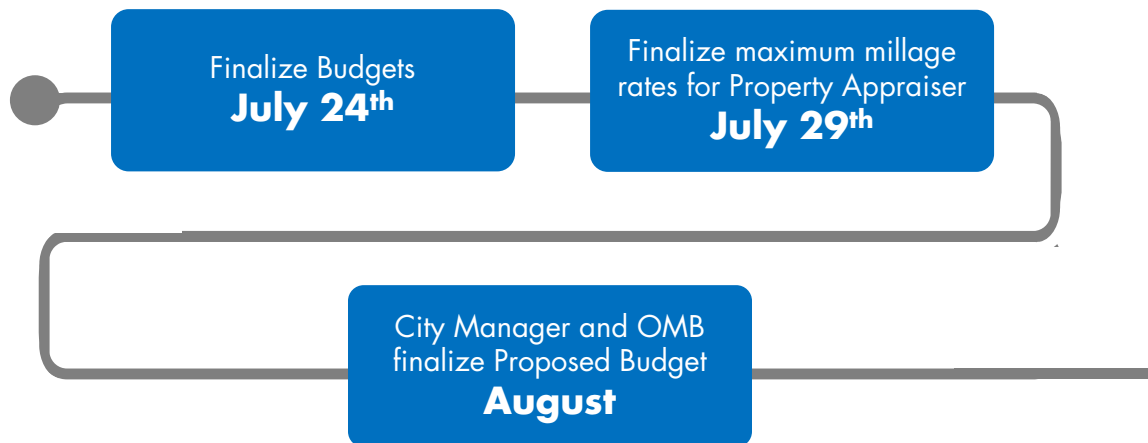 Finalize Budgets
July 24th
Finalize maximum millage
rates for Property Appraiser
July 29th
City Manager and OMB
finalize Proposed Budget
August